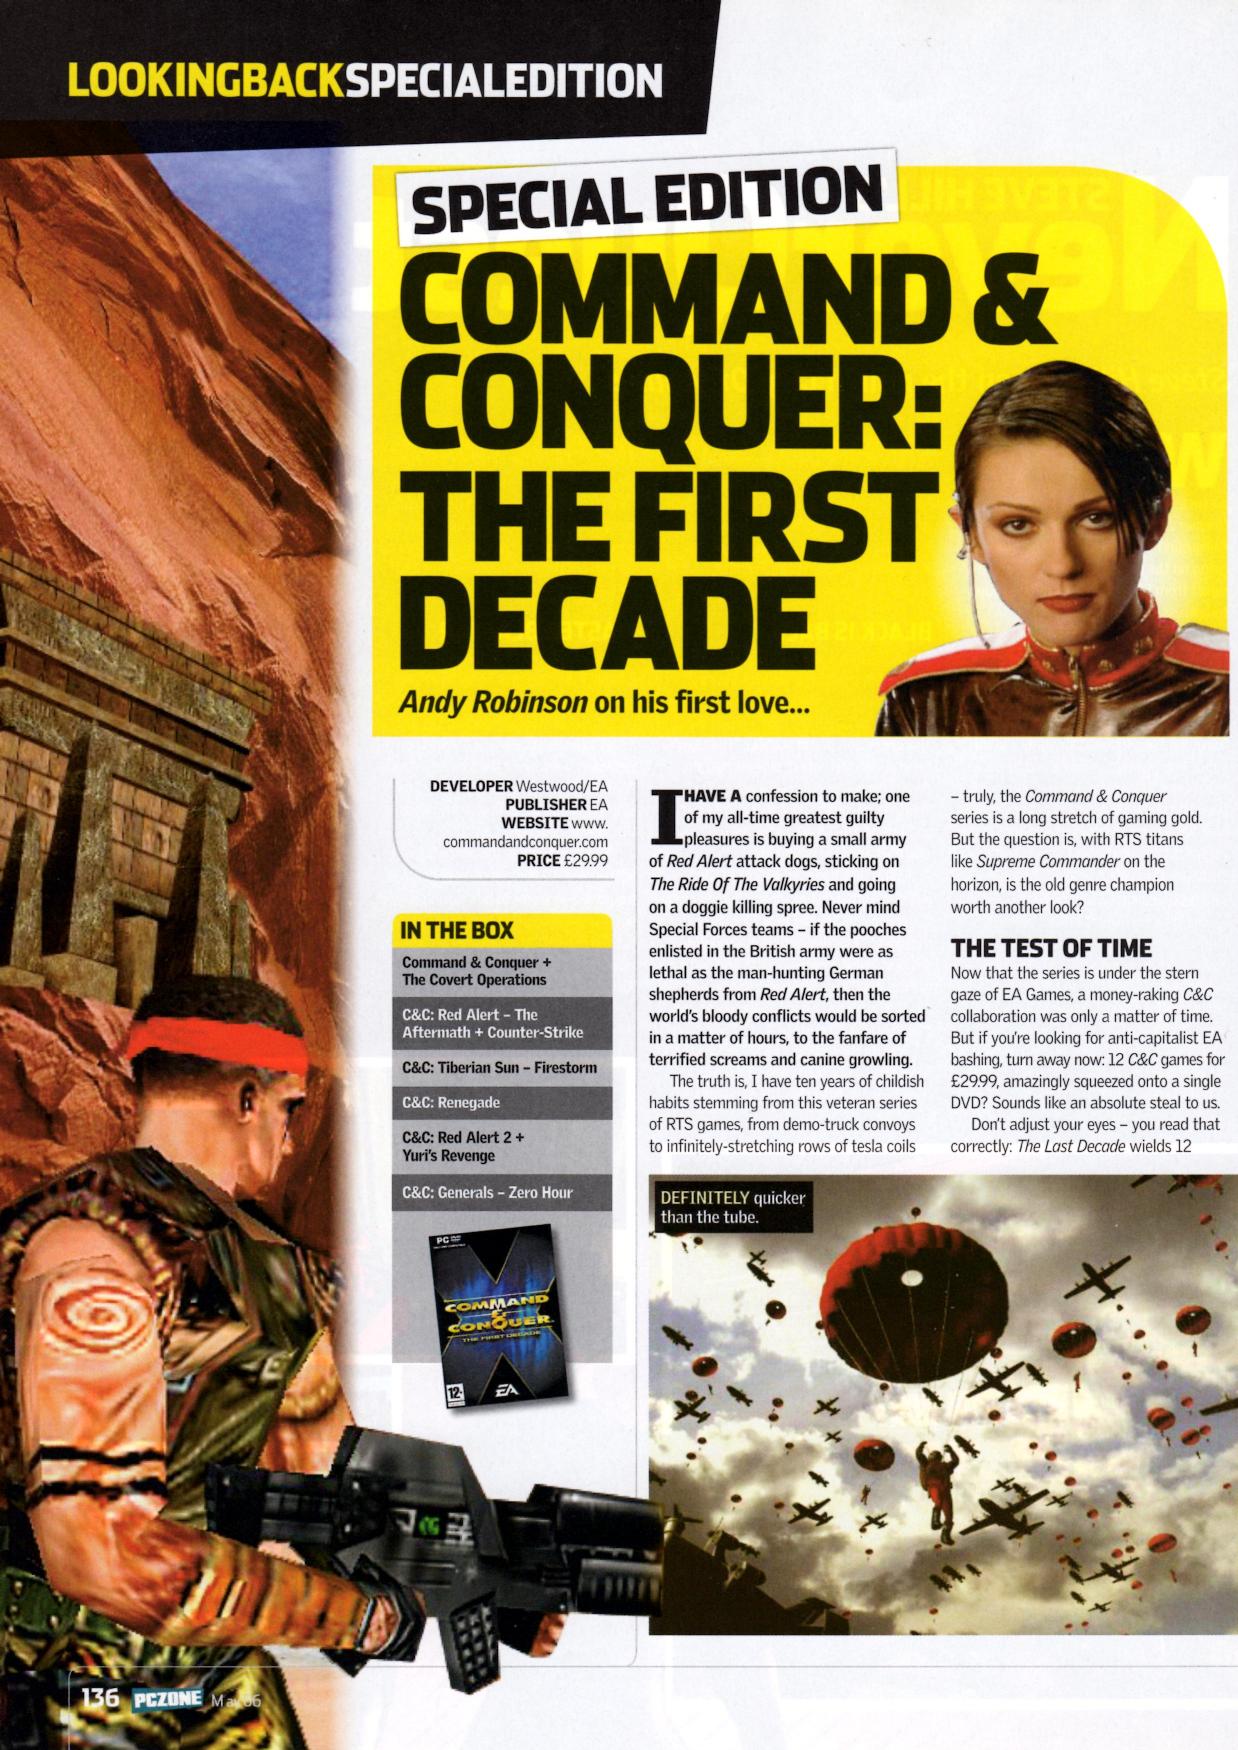 LOOKINGBACKSPECIALEDITION
SPECIAL EDITION
COMMAND &
CONQUER:
THE FIRST
DECADE
Andy Robinson on his first love...
DEVELOPER Westwood/EA
PUBLISHER EA
WEBSITE www.
commandandconquer.com
PRICE £29.99
IN THE BOX
Command & Conquer +
The Covert Operations
C&C: Red Alert – The
Aftermath + Counter-Strike
C&C: Tiberian Sun – Firestorm
C&C: Renegade
C&C: Red Alert 2 +
Yuri's Revenge
C&C: Generals – Zero Hour
PC
COMMAND
&
CONQUER
THE FIRST DECADE
12+
EA
I HAVE A confession to make; one
of my all-time greatest guilty
pleasures is buying a small army
of Red Alert attack dogs, sticking on
The Ride Of The Valkyries and going
on a doggie killing spree. Never mind
Special Forces teams – if the pooches
enlisted in the British army were as
lethal as the man-hunting German
shepherds from Red Alert, then the
world's bloody conflicts would be sorted
in a matter of hours, to the fanfare of
terrified screams and canine growling.
The truth is, I have ten years of childish
habits stemming from this veteran series
of RTS games, from demo-truck convoys
to infinitely-stretching rows of tesla coils
– truly, the Command & Conquer
series is a long stretch of gaming gold.
But the question is, with RTS titans
like Supreme Commander on the
horizon, is the old genre champion
worth another look?
THE TEST OF TIME
Now that the series is under the stern
gaze of EA Games, a money-raking C&C
collaboration was only a matter of time.
But if you're looking for anti-capitalist EA
bashing, turn away now: 12 C&C games for
£29.99, amazingly squeezed onto a single
DVD? Sounds like an absolute steal to us.
Don't adjust your eyes – you read that
correctly: The Last Decade wields 12
DEFINITELY quicker
than the tube.
136 PCZONE May 06